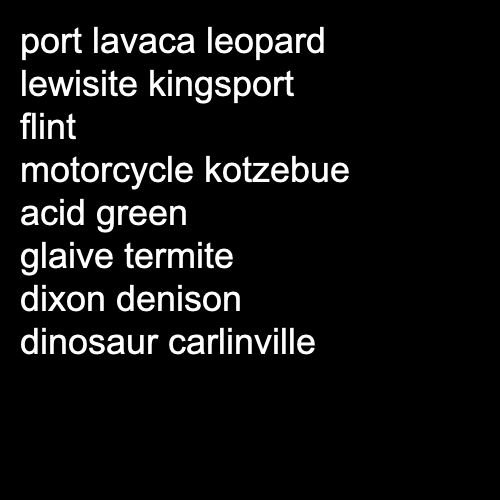 port lavaca leopard
lewisite kingsport
flint
motorcycle kotzebue
acid green
glaive termite
dixon denison
dinosaur carlinville